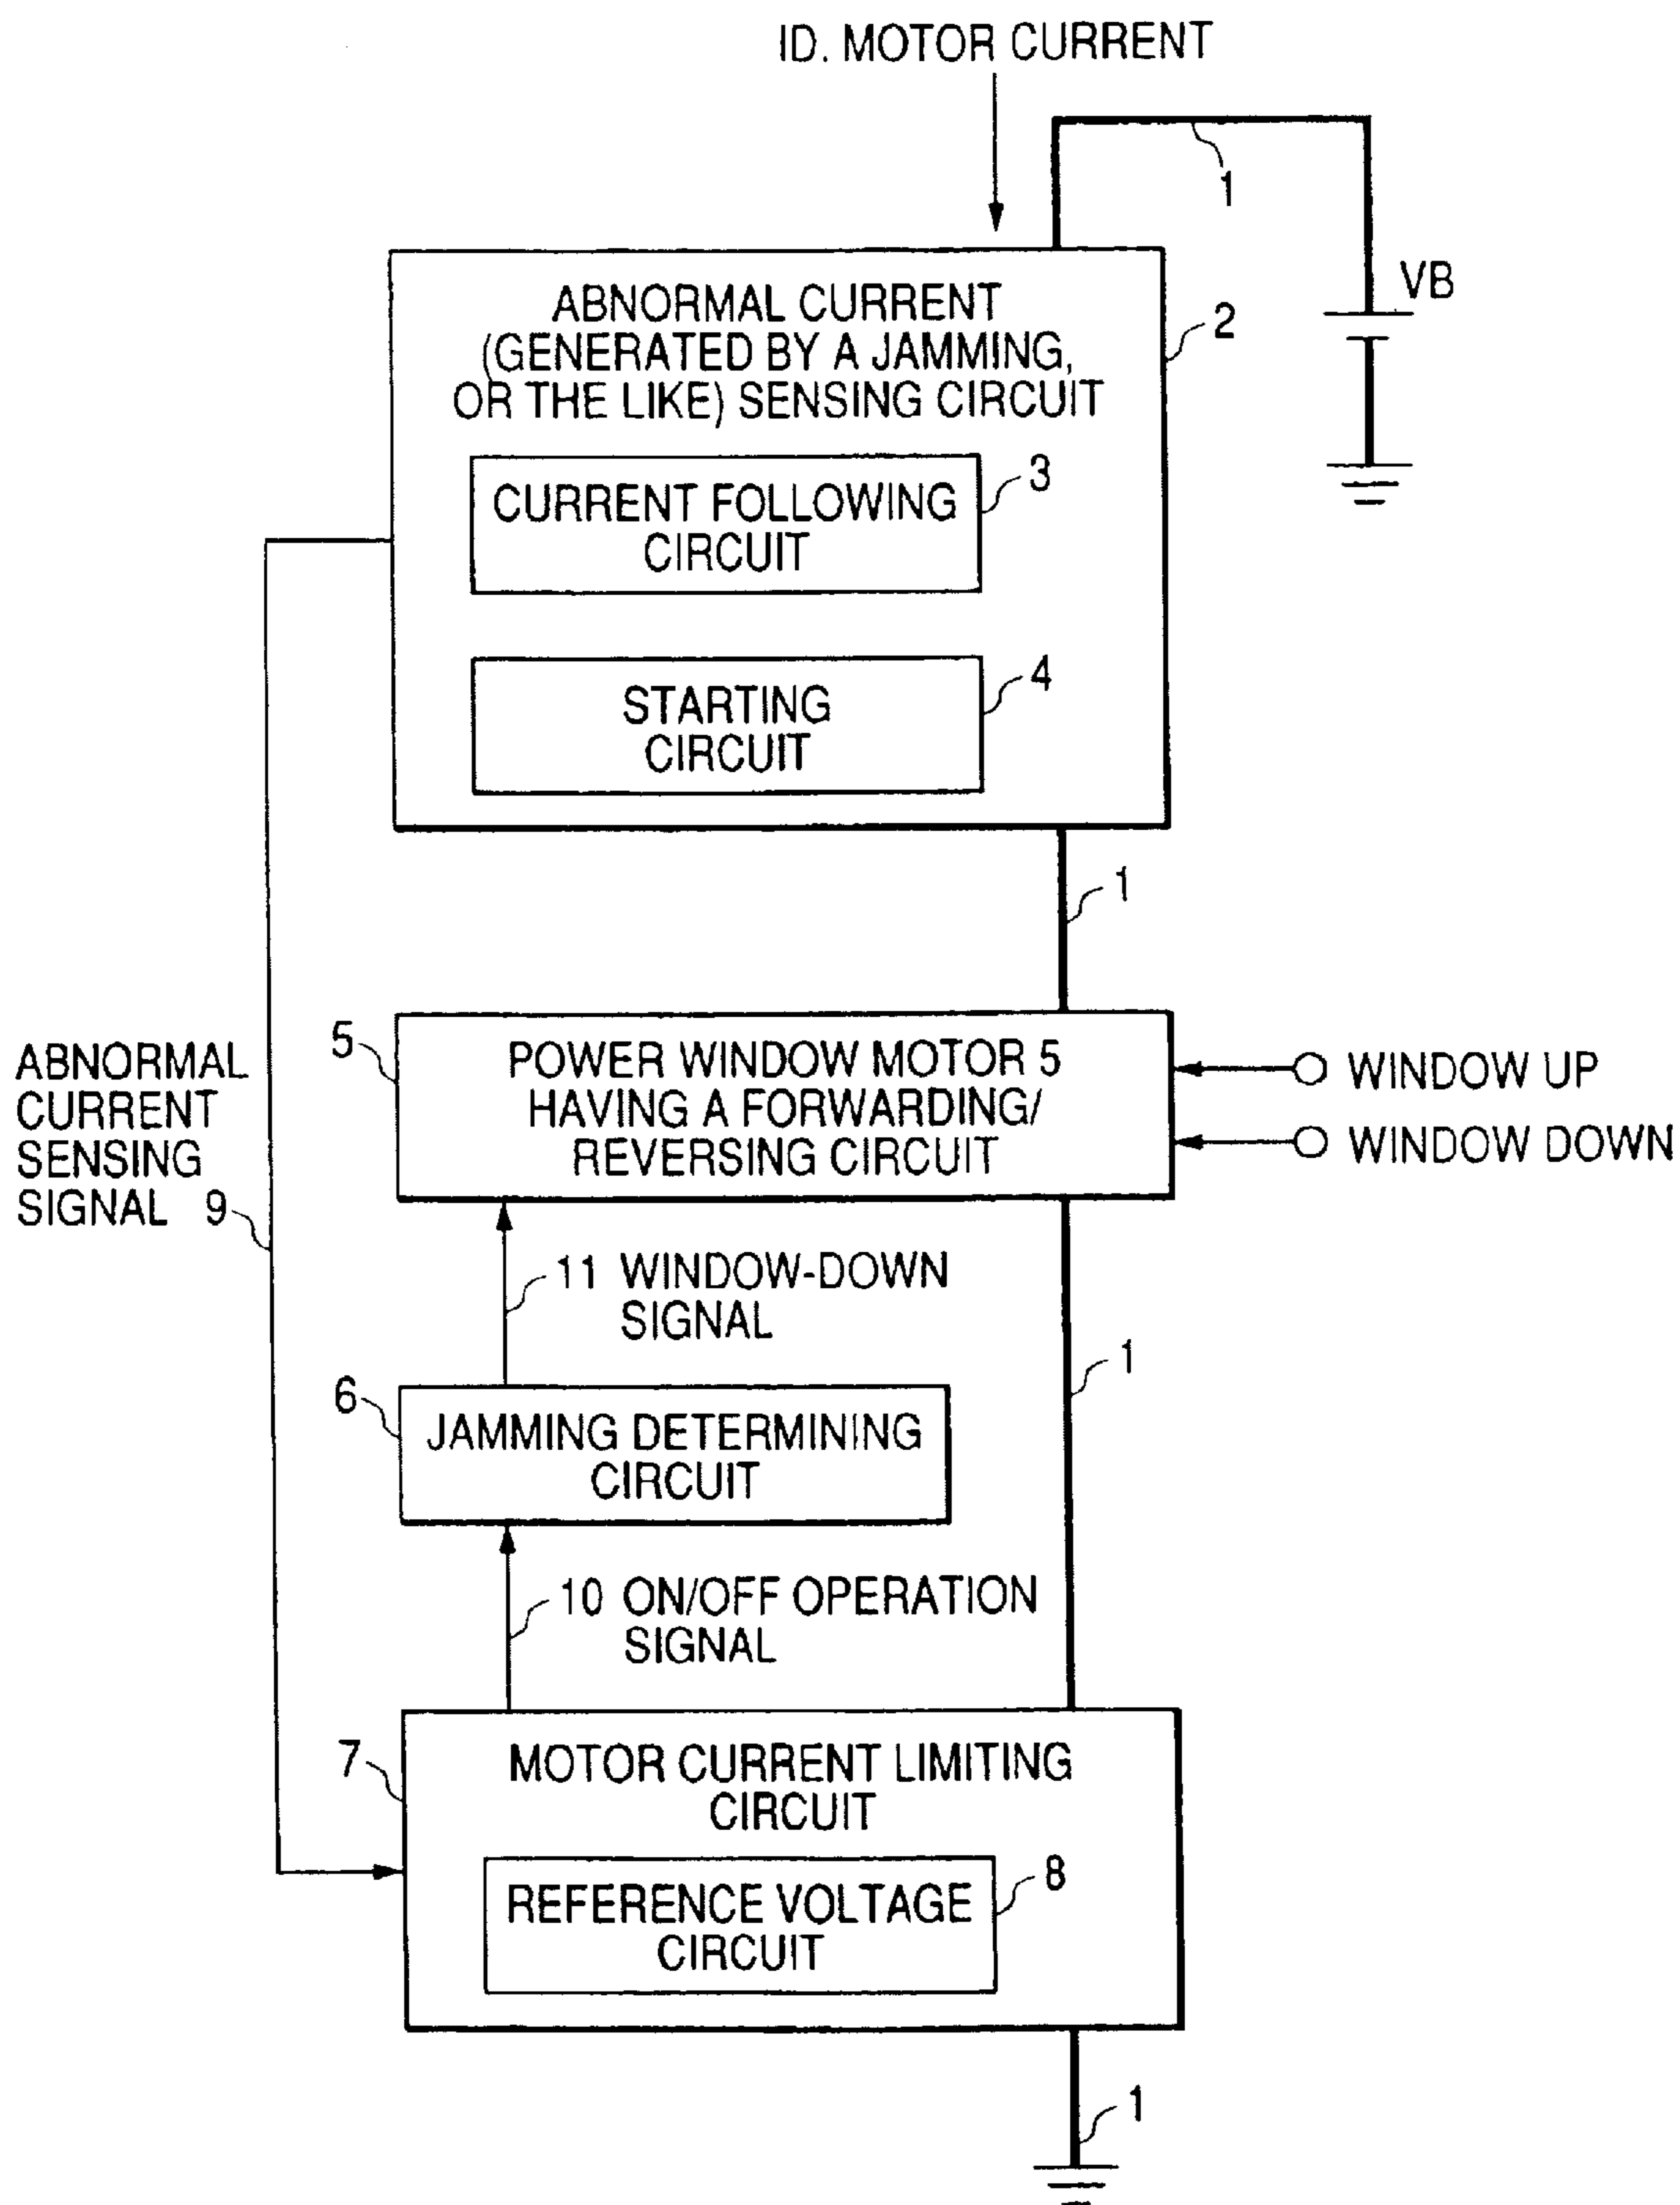 ID. MOTOR CURRENT
1
VB
ABNORMAL CURRENT
(GENERATED BY A JAMMING,
OR THE LIKE) SENSING CIRCUIT
2
CURRENT FOLLOWING
CIRCUIT
3
STARTING
CIRCUIT
4
1
5
POWER WINDOW MOTOR 5
HAVING A FORWARDING/
REVERSING CIRCUIT
WINDOW UP
WINDOW DOWN
ABNORMAL
CURRENT
SENSING
SIGNAL 9
11 WINDOW-DOWN
SIGNAL
1
6
JAMMING DETERMINING
CIRCUIT
10 ON/OFF OPERATION
SIGNAL
7
MOTOR CURRENT LIMITING
CIRCUIT
REFERENCE VOLTAGE
CIRCUIT
8
1